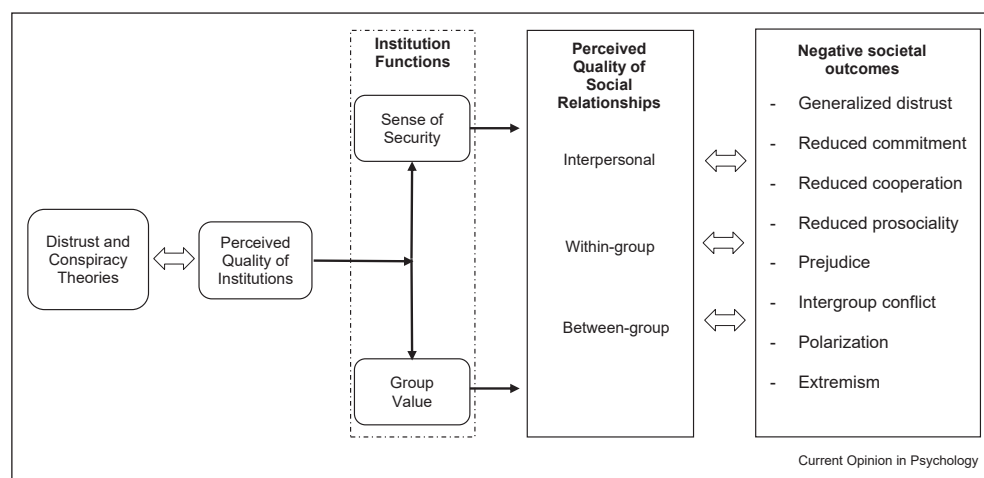 Distrust and
Conspiracy
Theories
Perceived
Quality of
Institutions
Institution
Functions
Sense of
Security
Group
Value
Perceived
Quality of
Social
Relationships
Interpersonal
Within-group
Between-group
Negative societal
outcomes
- Generalized distrust
- Reduced commitment
- Reduced cooperation
- Reduced prosociality
- Prejudice
- Intergroup conflict
- Polarization
- Extremism
Current Opinion in Psychology